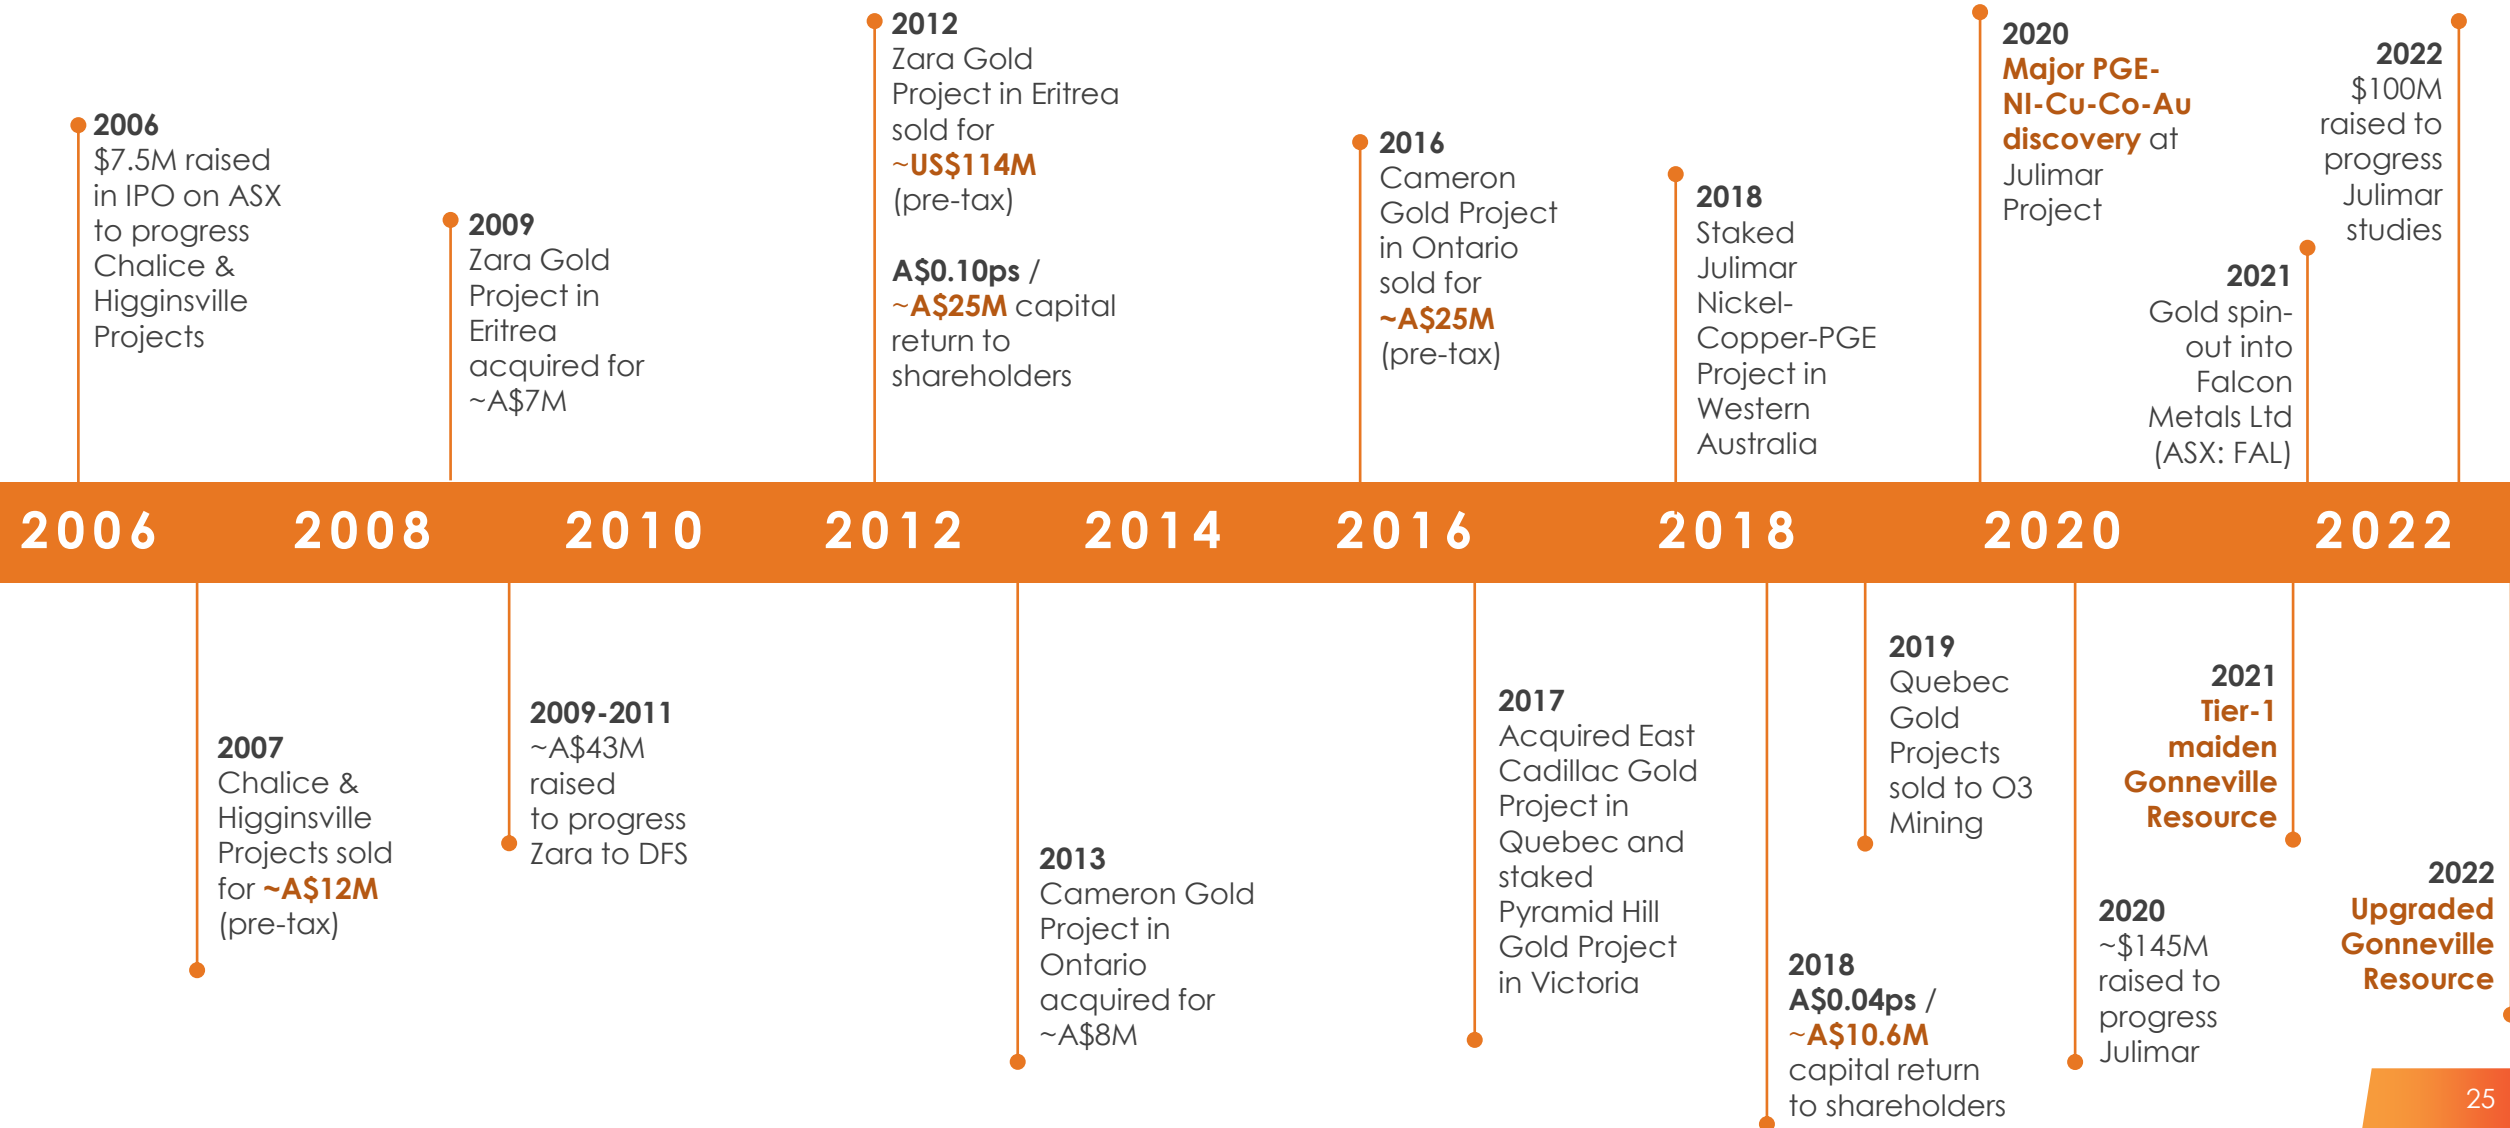 2006
$7.5M raised
in IPO on ASX
to progress
Chalice &
Higginsville
Projects
2009
Zara Gold
Project in
Eritrea
acquired for
~A$7M
2012
Zara Gold
Project in Eritrea
sold for
~US$114M
(pre-tax)
A$0.10ps /
~A$25M capital
return to
shareholders
2016
Cameron
Gold Project
in Ontario
sold for
~A$25M
(pre-tax)
2018
Staked
Julimar
Nickel-
Copper-PGE
Project in
Western
Australia
2020
Major PGE-
NI-Cu-Co-Au
discovery at
Julimar
Project
2021
Gold spin-
out into
Falcon
Metals Ltd
(ASX: FAL)
2022
$100M
raised to
progress
Julimar
studies
2006 2008 2010 2012 2014 2016 2018 2020 2022
2007
Chalice &
Higginsville
Projects sold
for ~A$12M
(pre-tax)
2009-2011
~A$43M
raised
to progress
Zara to DFS
2013
Cameron Gold
Project in
Ontario
acquired for
~A$8M
2017
Acquired East
Cadillac Gold
Project in
Quebec and
staked
Pyramid Hill
Gold Project
in Victoria
2018
A$0.04ps /
~A$10.6M
capital return
to shareholders
2019
Quebec
Gold
Projects
sold to O3
Mining
2020
~$145M
raised to
progress
Julimar
2021
Tier-1
maiden
Gonneville
Resource
2022
Upgraded
Gonneville
Resource
25